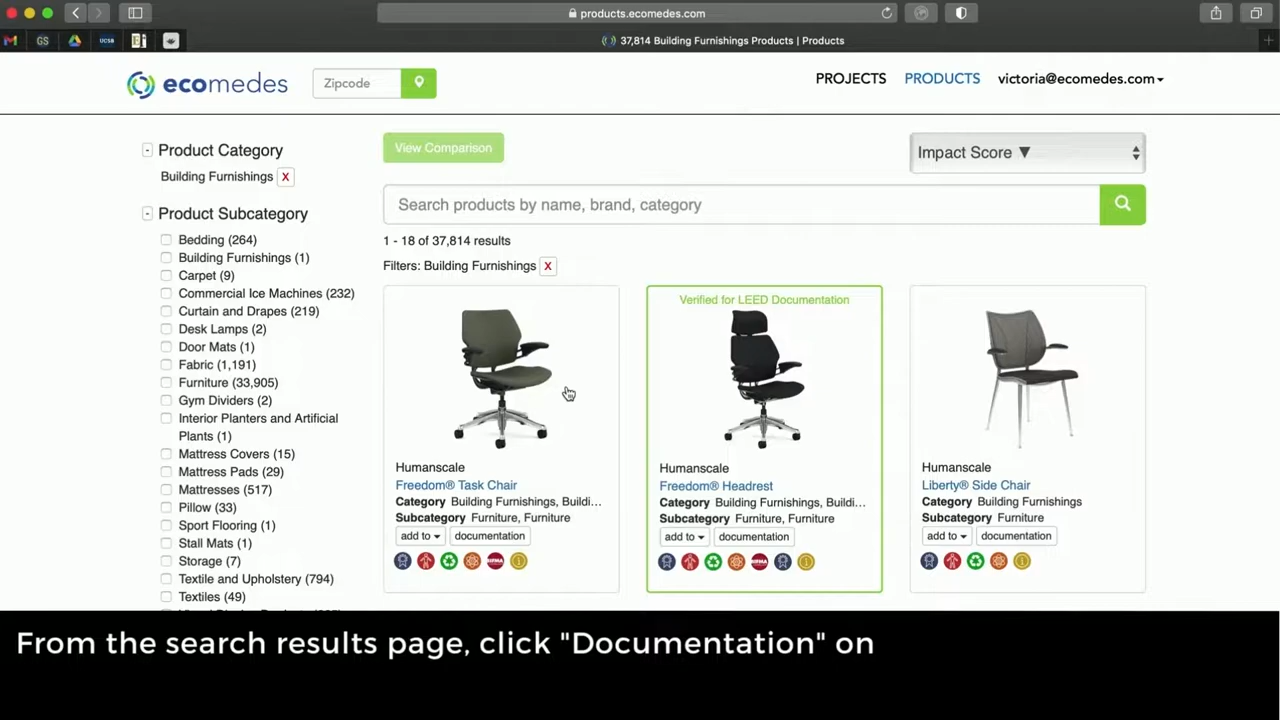 products.ecomedes.com
GS
UCSB
37,814 Building Furnishings Products | Products
ecomedes
Zipcode
PROJECTS
PRODUCTS
victoria@ecomedes.com
- Product Category
Building Furnishings X
- Product Subcategory
Bedding (264)
Building Furnishings (1)
Carpet (9)
Commercial Ice Machines (232)
Curtain and Drapes (219)
Desk Lamps (2)
Door Mats (1)
Fabric (1,191)
Furniture (33,905)
Gym Dividers (2)
Interior Planters and Artificial
Plants (1)
Mattress Covers (15)
Mattress Pads (29)
Mattresses (517)
Pillow (33)
Sport Flooring (1)
Stall Mats (1)
Storage (7)
Textile and Upholstery (794)
Textiles (49)
View Comparison
Impact Score ▼
Search products by name, brand, category
1 - 18 of 37,814 results
Filters: Building Furnishings X
Humanscale
Freedom® Task Chair
Category Building Furnishings, Buildi...
Subcategory Furniture, Furniture
add to documentation
Verified for LEED Documentation
Humanscale
Freedom® Headrest
Category Building Furnishings, Buildi...
Subcategory Furniture, Furniture
add to documentation
Humanscale
Liberty® Side Chair
Category Building Furnishings
Subcategory Furniture
add to documentation
From the search results page, click "Documentation" on